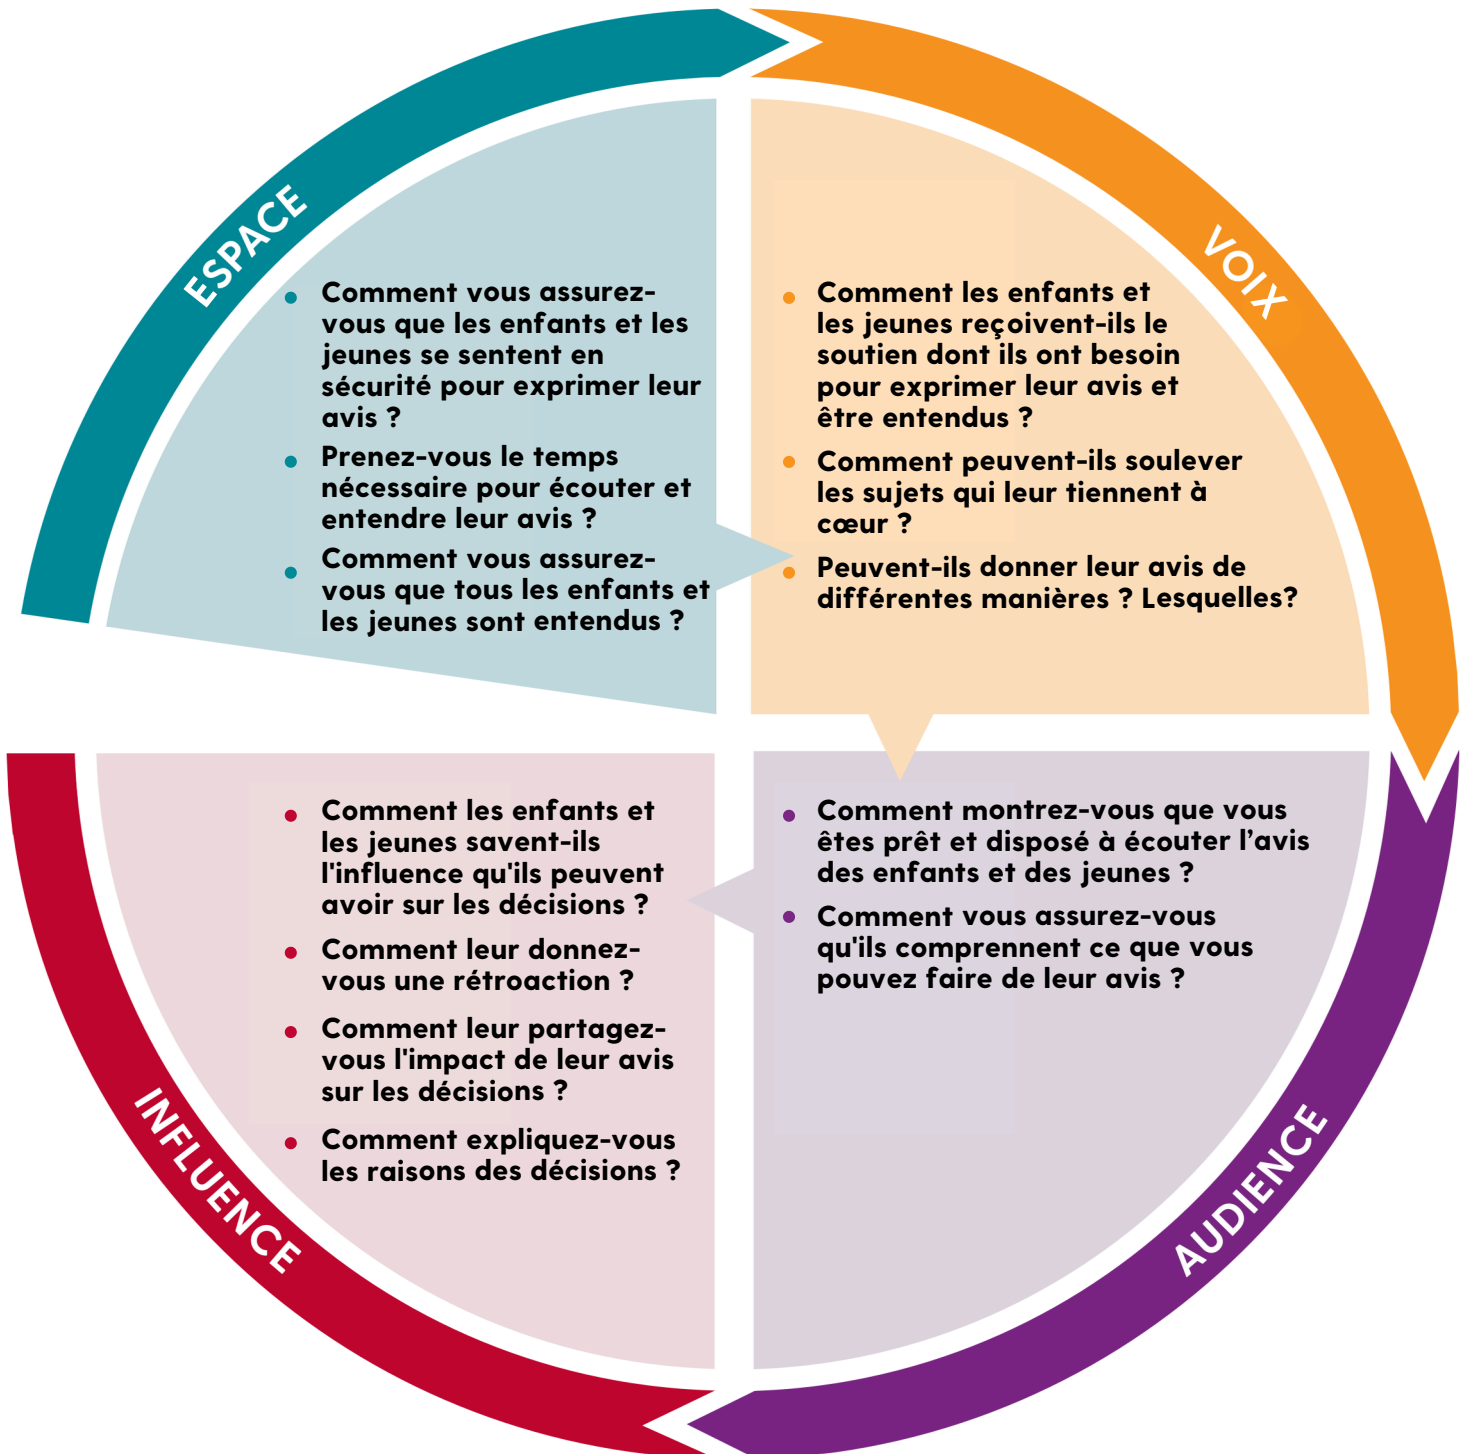 ESPACE
Comment vous assurez-
vous que les enfants et les
jeunes se sentent en
sécurité pour exprimer leur
avis ?
Prenez-vous le temps
nécessaire pour écouter et
entendre leur avis ?
Comment vous assurez-
vous que tous les enfants et
les jeunes sont entendus ?
VOIX
Comment les enfants et
les jeunes reçoivent-ils le
soutien dont ils ont besoin
pour exprimer leur avis et
être entendus ?
Comment peuvent-ils soulever
les sujets qui leur tiennent à
cœur ?
Peuvent-ils donner leur avis de
différentes manières ? Lesquelles?
Comment montrez-vous que vous
êtes prêt et disposé à écouter l’avis
des enfants et des jeunes ?
Comment vous assurez-vous
qu'ils comprennent ce que vous
pouvez faire de leur avis ?
AUDIENCE
Comment les enfants et
les jeunes savent-ils
l'influence qu'ils peuvent
avoir sur les décisions ?
Comment leur donnez-
vous une rétroaction ?
Comment leur partagez-
vous l'impact de leur avis
sur les décisions ?
Comment expliquez-vous
les raisons des décisions ?
INFLUENCE